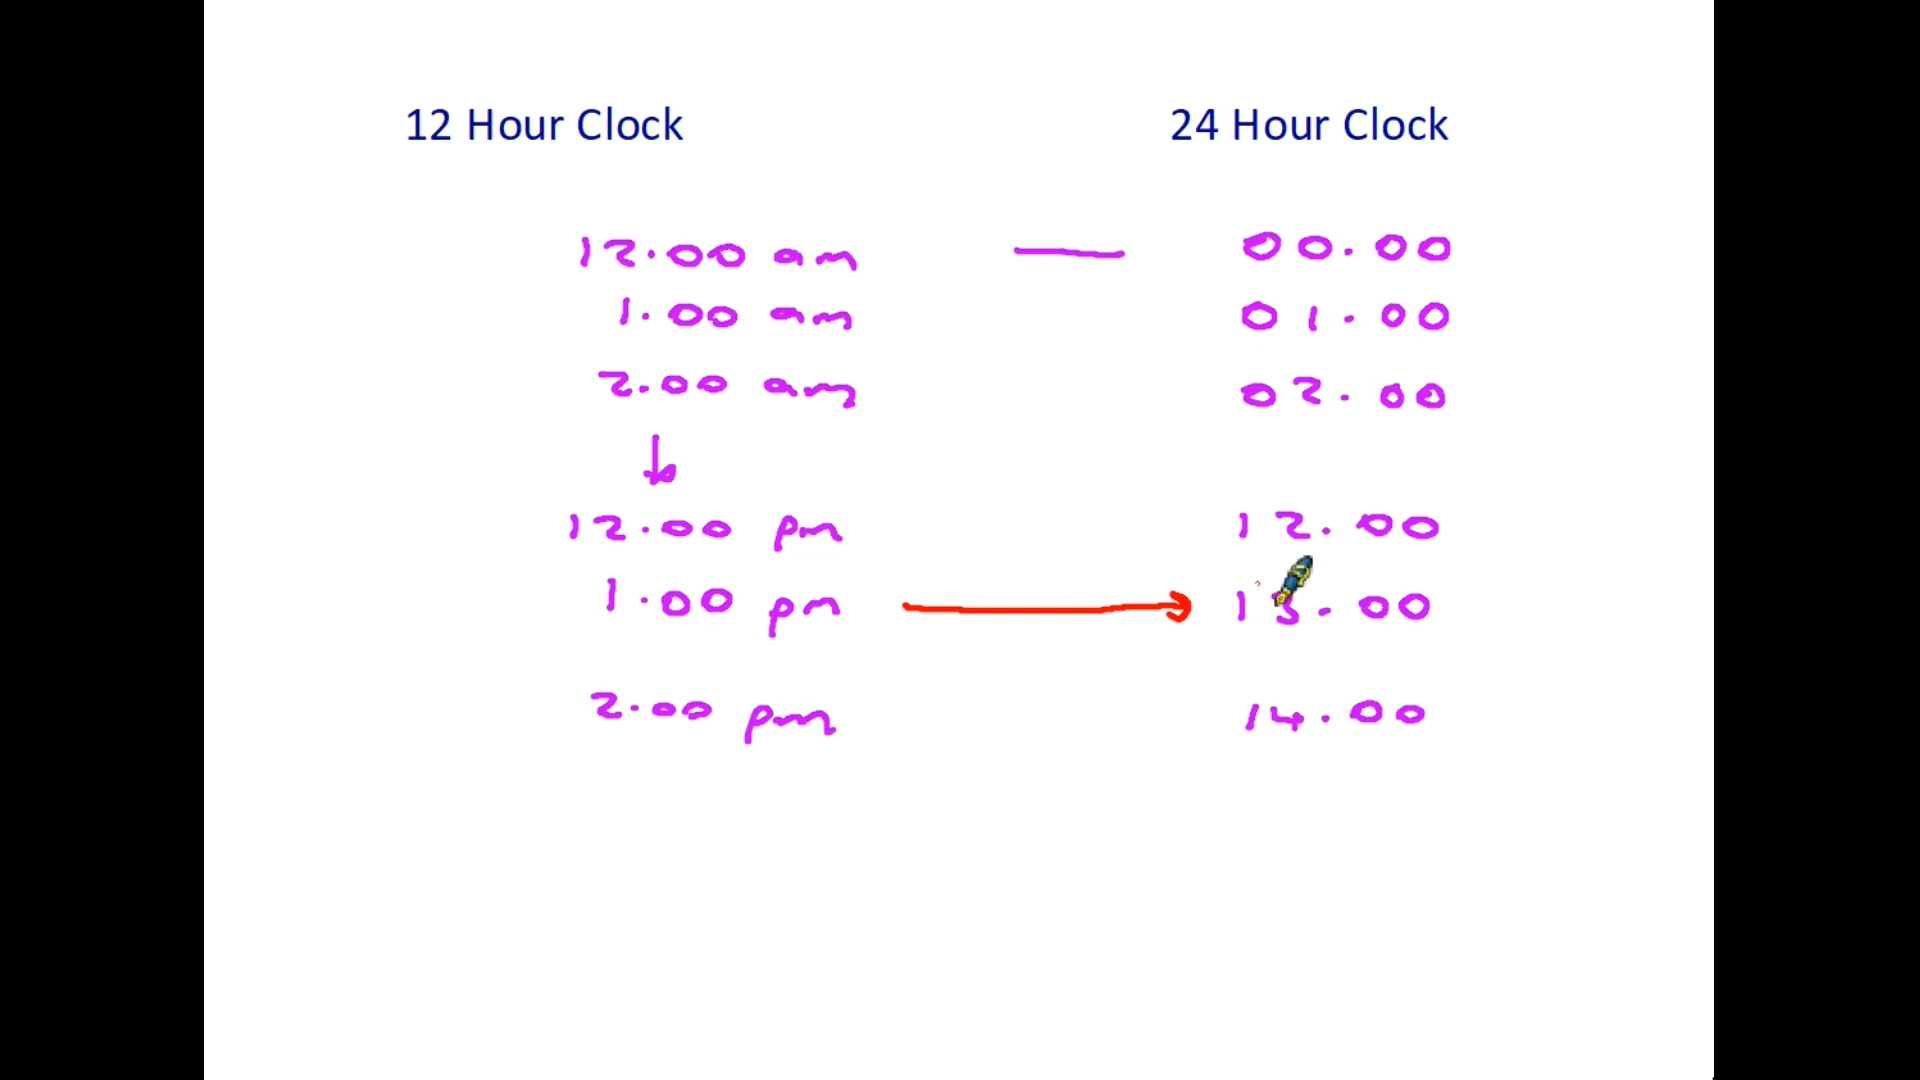 12 Hour Clock 24 Hour Clock
12.00 am — 00.00
1.00 am 01.00
2.00 am 02.00
12.00 pm 12.00
1.00 pm 13.00
2.00 pm 14.00